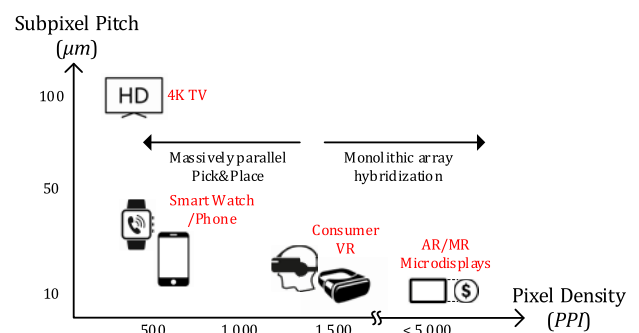 Subpixel Pitch
(μm)
100
HD
4K TV
Massively parallel
Pick&Place
Monolithic array
hybridization
50
Smart Watch
/Phone
Consumer
VR
AR/MR
Microdisplays
$
10
Pixel Density
(PPI)
500
1 000
1 500
< 5 000